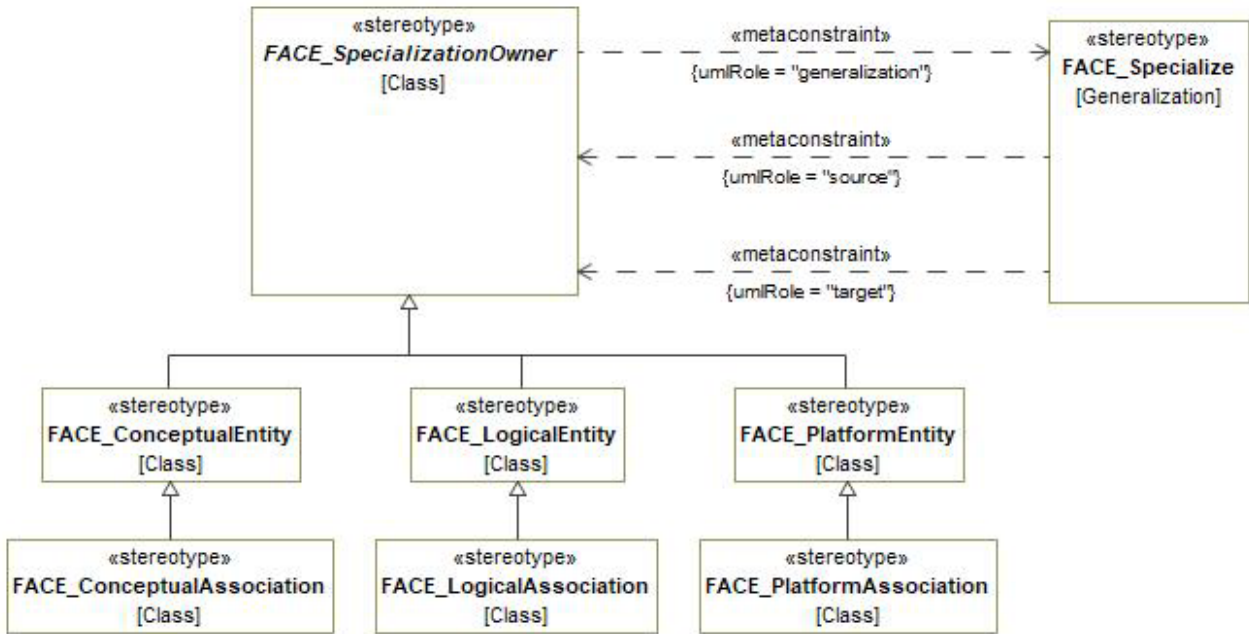 «stereotype»
FACE_SpecializationOwner
[Class]
«metaconstraint»
{umlRole = "generalization"}
«metaconstraint»
{umlRole = "source"}
«metaconstraint»
{umlRole = "target"}
«stereotype»
FACE_Specialize
[Generalization]
«stereotype»
FACE_ConceptualEntity
[Class]
«stereotype»
FACE_LogicalEntity
[Class]
«stereotype»
FACE_PlatformEntity
[Class]
«stereotype»
FACE_ConceptualAssociation
[Class]
«stereotype»
FACE_LogicalAssociation
[Class]
«stereotype»
FACE_PlatformAssociation
[Class]